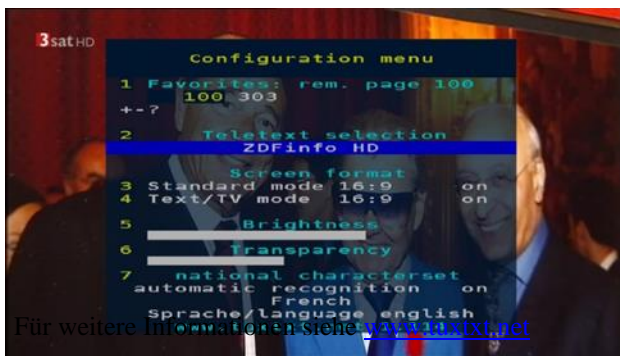 3sat HD
Configuration menu
1 Favorites: rem. page 100
100 303
+-?
2 Teletext selection
ZDFinfo HD
Screen format
3 Standard mode 16:9 on
4 Text/TV mode 16:9 on
5 Brightness
6 Transparency
7 national characterset
automatic recognition on
French
Sprache/language english
Für weitere Informationen siehe www.tuxtxt.net